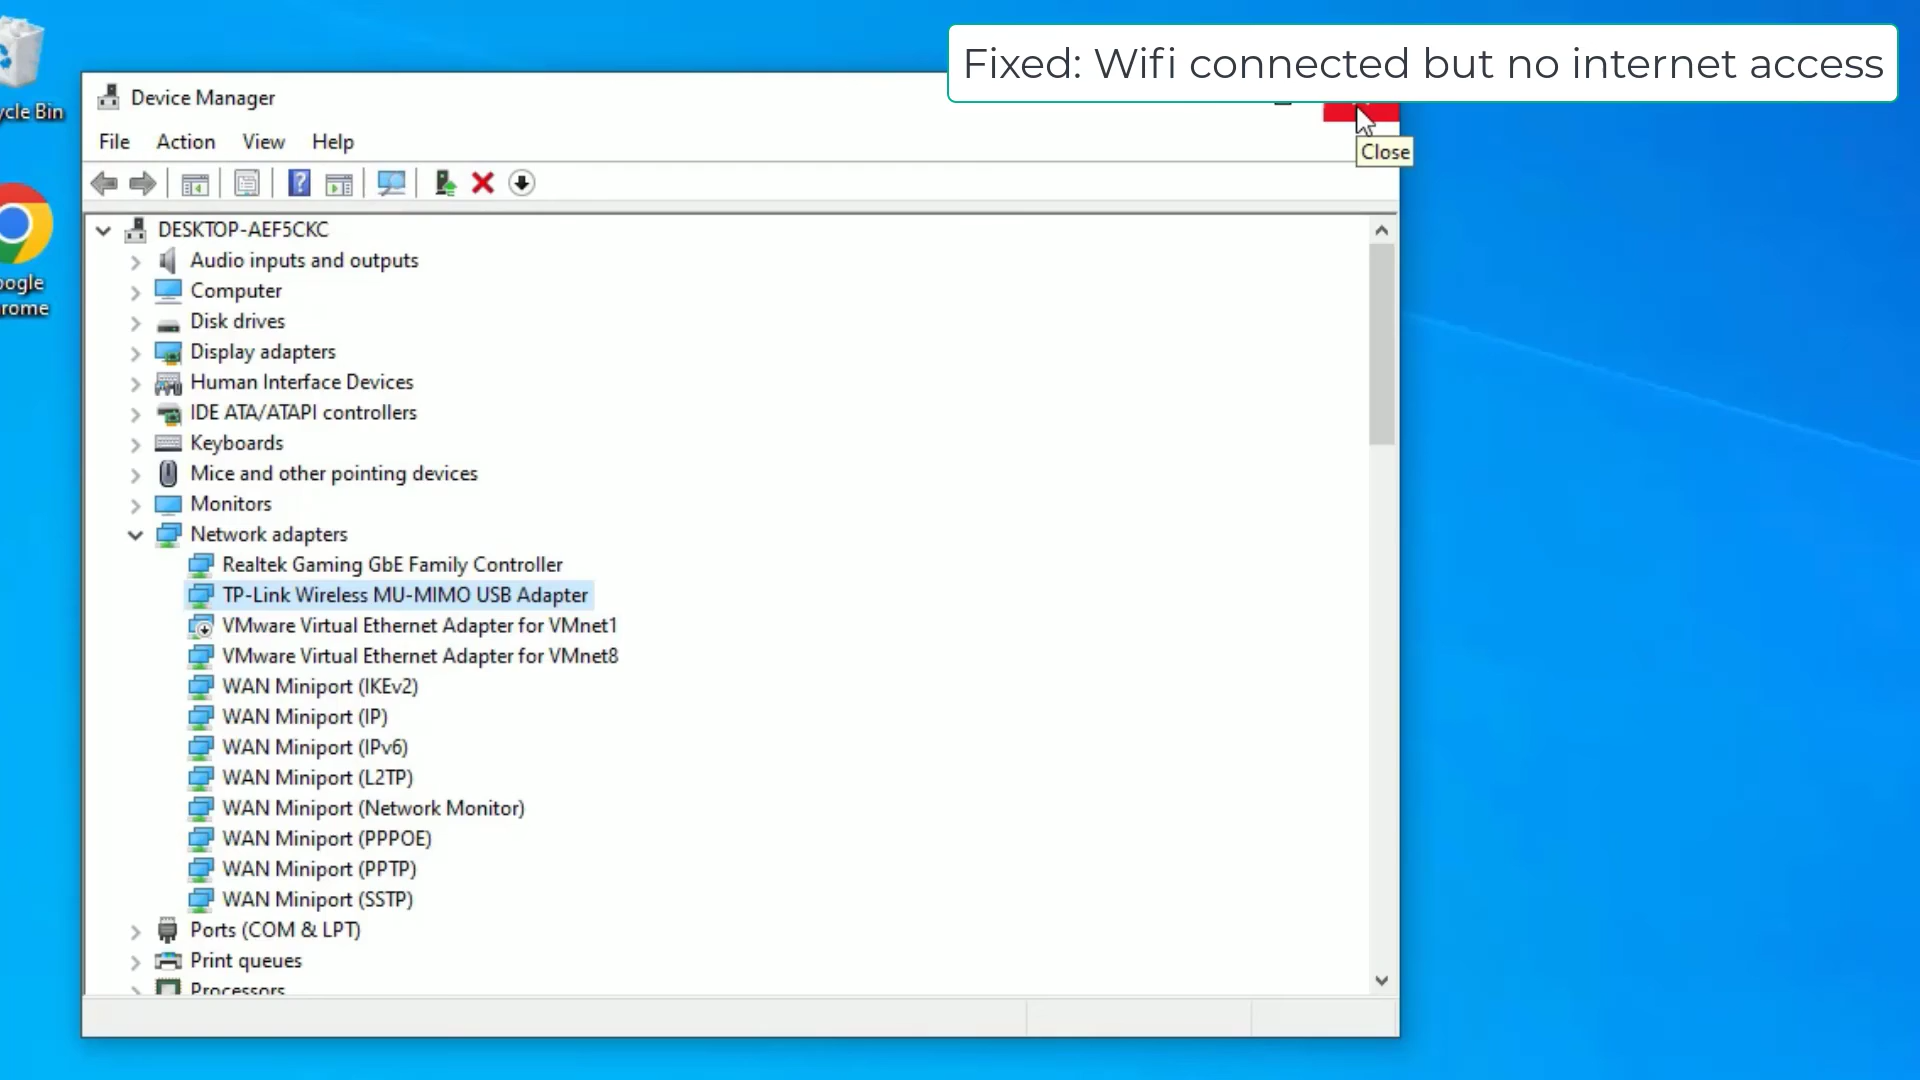 Fixed: Wifi connected but no internet access
Device Manager
Close
File Action View Help
DESKTOP-AEF5CKC
Audio inputs and outputs
Computer
Disk drives
Display adapters
Human Interface Devices
IDE ATA/ATAPI controllers
Keyboards
Mice and other pointing devices
Monitors
Network adapters
Realtek Gaming GbE Family Controller
TP-Link Wireless MU-MIMO USB Adapter
VMware Virtual Ethernet Adapter for VMnet1
VMware Virtual Ethernet Adapter for VMnet8
WAN Miniport (IKEv2)
WAN Miniport (IP)
WAN Miniport (IPv6)
WAN Miniport (L2TP)
WAN Miniport (Network Monitor)
WAN Miniport (PPPOE)
WAN Miniport (PPTP)
WAN Miniport (SSTP)
Ports (COM & LPT)
Print queues
Processors
ycle Bin
oogle
rome